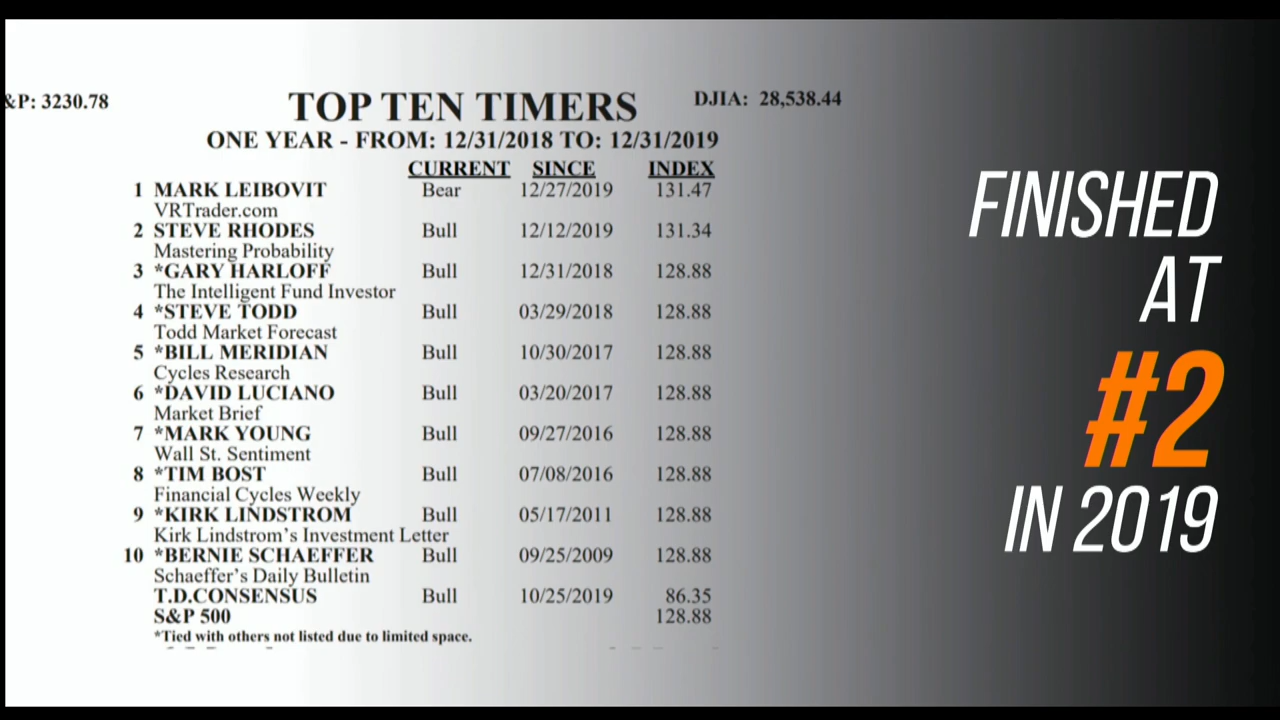 &P: 3230.78
TOP TEN TIMERS
DJIA: 28,538.44
ONE YEAR - FROM: 12/31/2018 TO: 12/31/2019
CURRENT SINCE INDEX
1 MARK LEIBOVIT Bear 12/27/2019 131.47
VRTrader.com
2 STEVE RHODES Bull 12/12/2019 131.34
Mastering Probability
3 *GARY HARLOFF Bull 12/31/2018 128.88
The Intelligent Fund Investor
4 *STEVE TODD Bull 03/29/2018 128.88
Todd Market Forecast
5 *BILL MERIDIAN Bull 10/30/2017 128.88
Cycles Research
6 *DAVID LUCIANO Bull 03/20/2017 128.88
Market Brief
7 *MARK YOUNG Bull 09/27/2016 128.88
Wall St. Sentiment
8 *TIM BOST Bull 07/08/2016 128.88
Financial Cycles Weekly
9 *KIRK LINDSTROM Bull 05/17/2011 128.88
Kirk Lindstrom's Investment Letter
10 *BERNIE SCHAEFFER Bull 09/25/2009 128.88
Schaeffer's Daily Bulletin
T.D.CONSENSUS Bull 10/25/2019 86.35
S&P 500 128.88
*Tied with others not listed due to limited space.
FINISHED
AT
#2
IN 2019